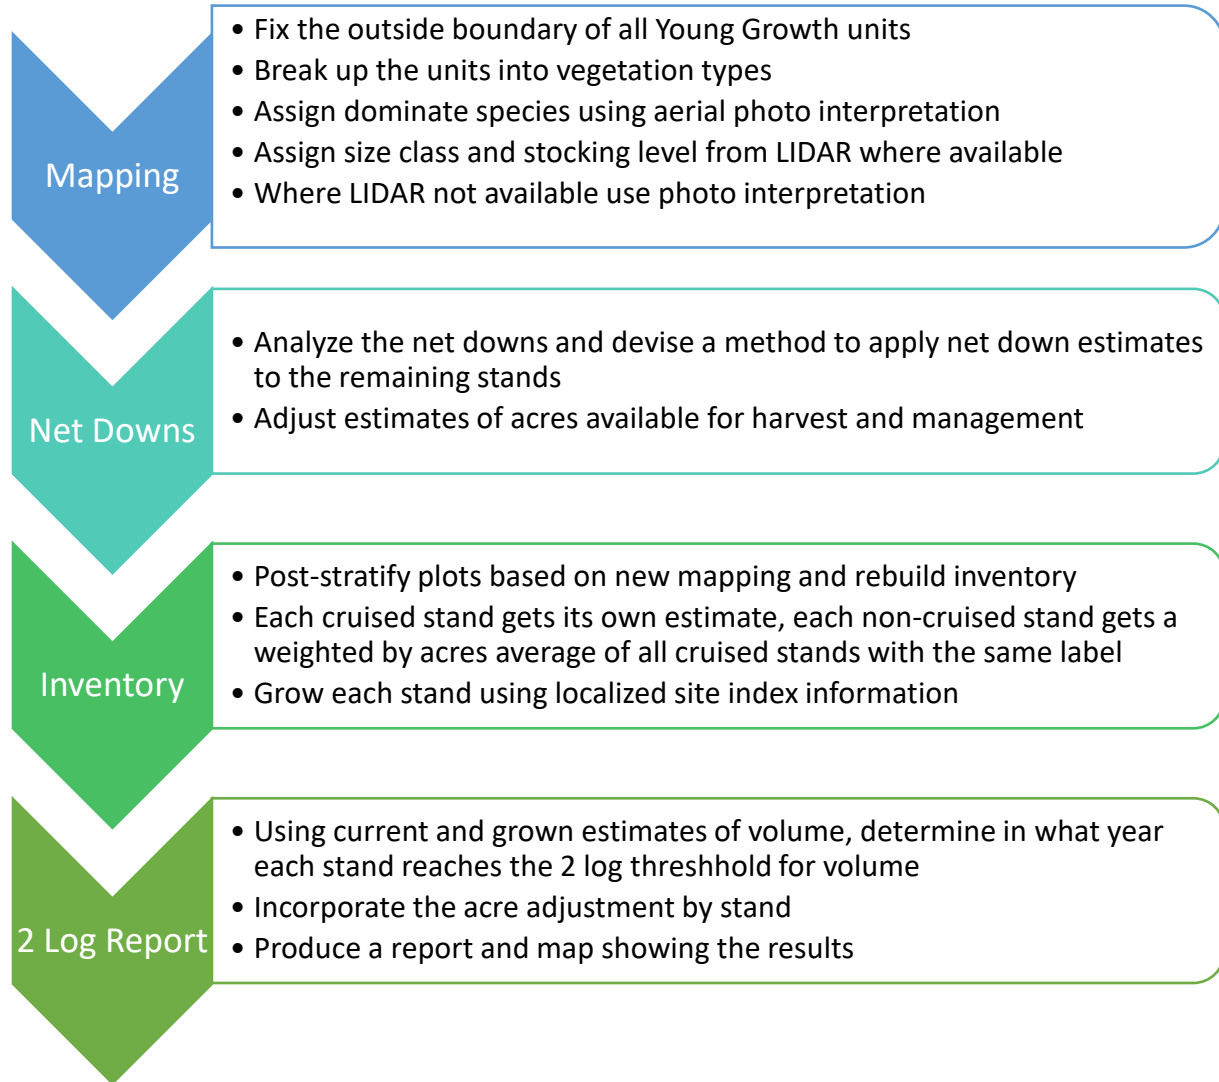 Mapping
• Fix the outside boundary of all Young Growth units
• Break up the units into vegetation types
• Assign dominate species using aerial photo interpretation
• Assign size class and stocking level from LIDAR where available
• Where LIDAR not available use photo interpretation
Net Downs
• Analyze the net downs and devise a method to apply net down estimates
to the remaining stands
• Adjust estimates of acres available for harvest and management
Inventory
• Post-stratify plots based on new mapping and rebuild inventory
• Each cruised stand gets its own estimate, each non-cruised stand gets a
weighted by acres average of all cruised stands with the same label
• Grow each stand using localized site index information
2 Log Report
• Using current and grown estimates of volume, determine in what year
each stand reaches the 2 log threshhold for volume
• Incorporate the acre adjustment by stand
• Produce a report and map showing the results